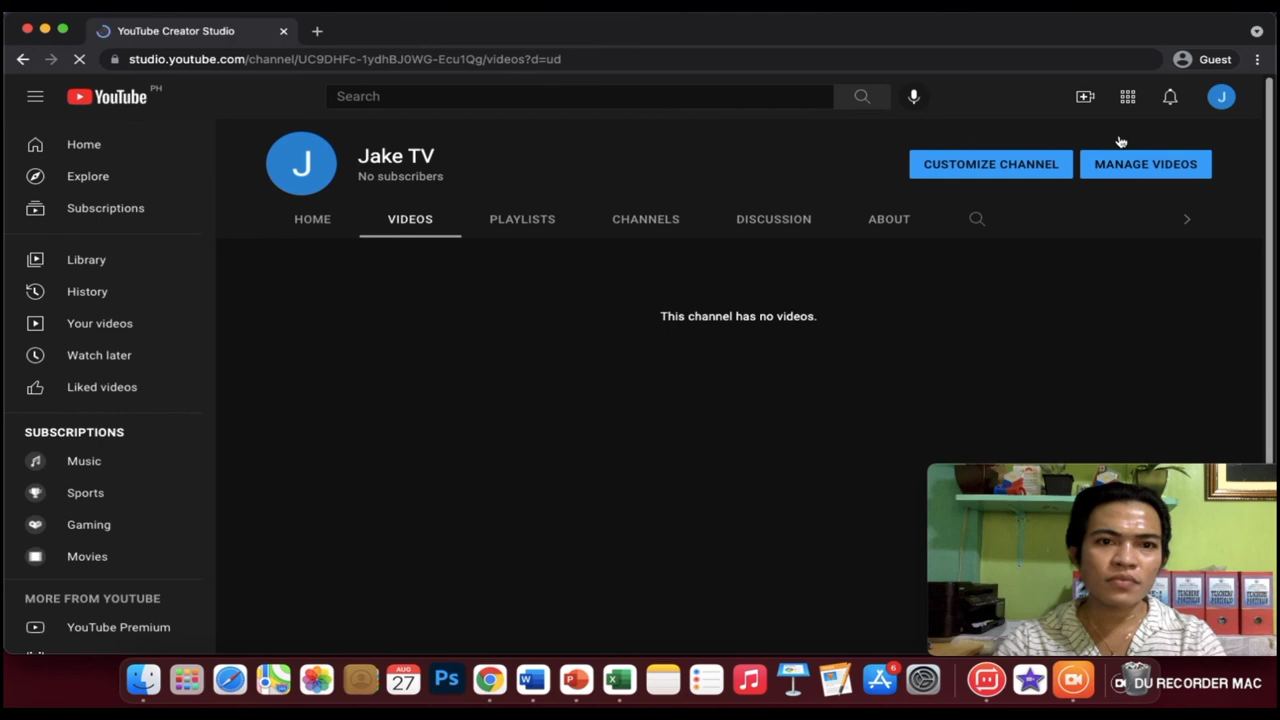 YouTube Creator Studio
studio.youtube.com/channel/UC9DHFc-1ydhBJ0WG-Ecu1Qg/videos?d=ud
Guest
YouTube PH
Search
J
Home
Explore
Subscriptions
Library
History
Your videos
Watch later
Liked videos
SUBSCRIPTIONS
Music
Sports
Gaming
Movies
MORE FROM YOUTUBE
YouTube Premium
J
Jake TV
No subscribers
CUSTOMIZE CHANNEL
MANAGE VIDEOS
HOME
VIDEOS
PLAYLISTS
CHANNELS
DISCUSSION
ABOUT
This channel has no videos.
AUG
27
Ps
W
P
X
6
DU RECORDER MAC